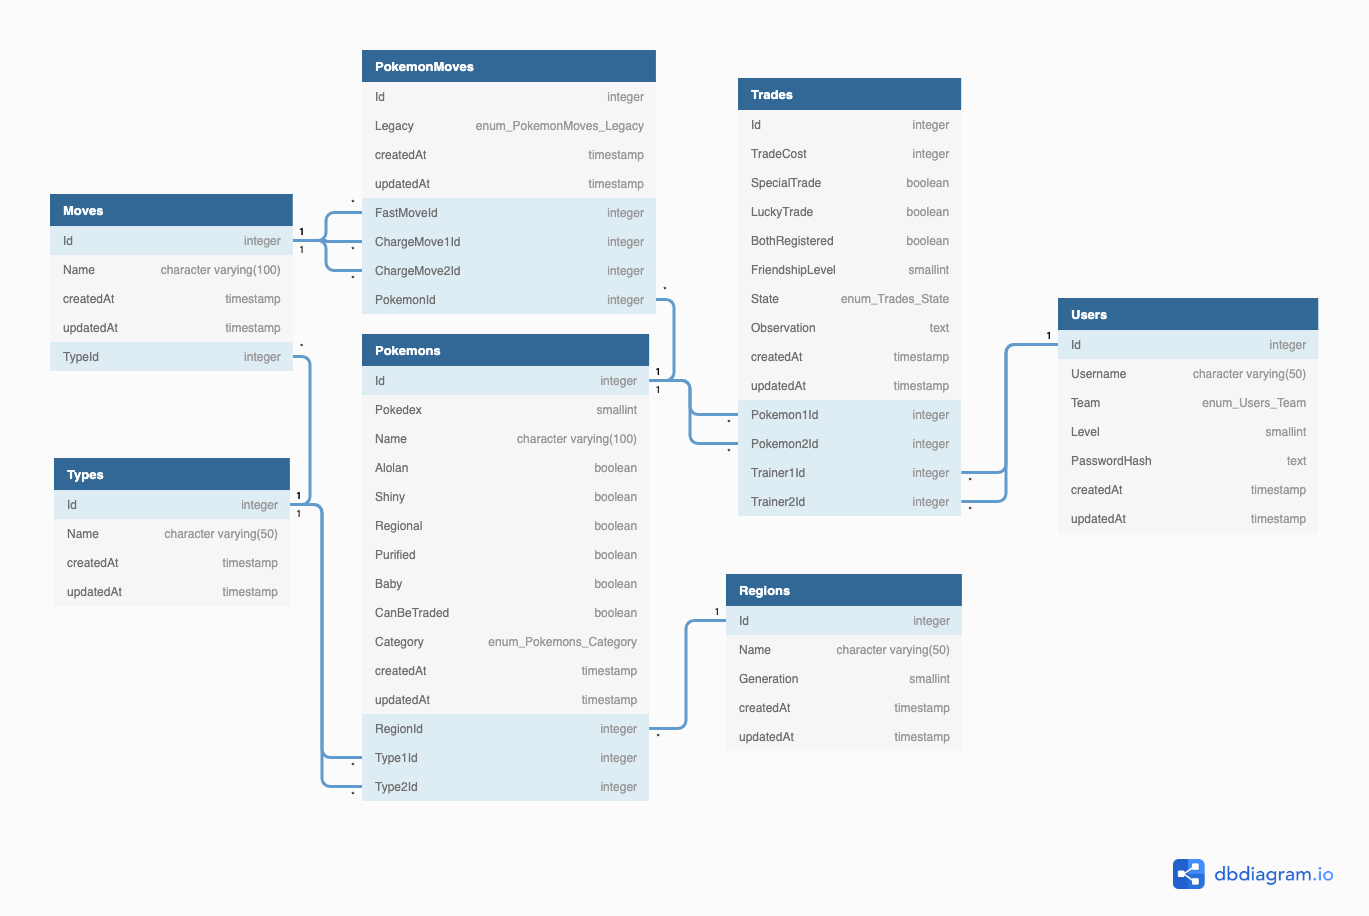 PokemonMoves
Id integer
Legacy enum_PokemonMoves_Legacy
createdAt timestamp
updatedAt timestamp
* FastMoveId integer
ChargeMove1Id integer
* ChargeMove2Id integer
* PokemonId integer *
Moves
Id integer 1
1
Name character varying(100)
createdAt timestamp
updatedAt timestamp
TypeId integer *
Types
Id integer 1
1
Name character varying(50)
createdAt timestamp
updatedAt timestamp
Pokemons
Id integer 1
1
Pokedex smallint
Name character varying(100)
Alolan boolean
Shiny boolean
Regional boolean
Purified boolean
Baby boolean
CanBeTraded boolean
Category enum_Pokemons_Category
createdAt timestamp
updatedAt timestamp
RegionId integer *
Type1Id integer
* Type2Id integer
*
Trades
Id integer
TradeCost integer
SpecialTrade boolean
LuckyTrade boolean
BothRegistered boolean
FriendshipLevel smallint
State enum_Trades_State
Observation text
createdAt timestamp
updatedAt timestamp
Pokemon1Id integer
* Pokemon2Id integer
* Trainer1Id integer *
Trainer2Id integer *
Regions
1 Id integer
Name character varying(50)
Generation smallint
createdAt timestamp
updatedAt timestamp
Users
1 Id integer
Username character varying(50)
Team enum_Users_Team
Level smallint
PasswordHash text
createdAt timestamp
updatedAt timestamp
dbdiagram.io